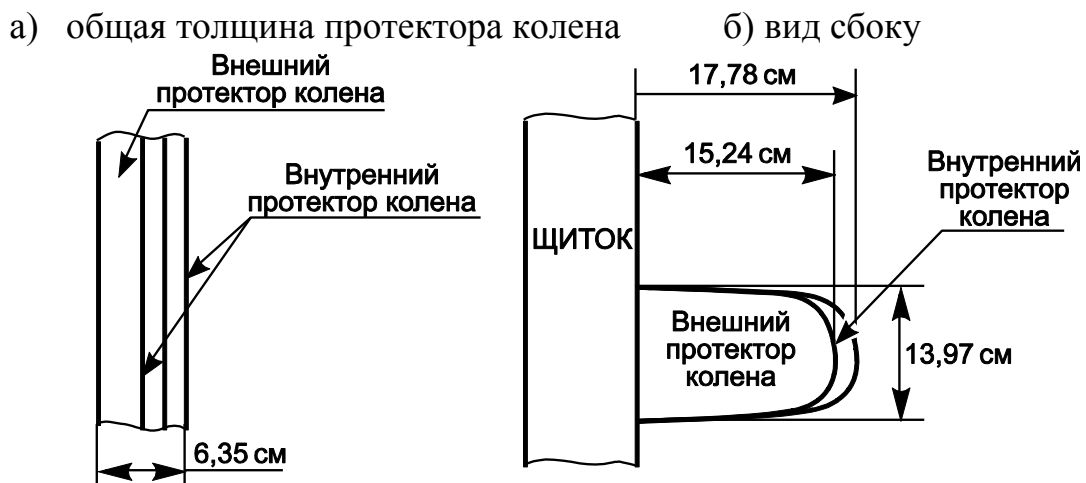 а) общая толщина протектора колена б) вид сбоку
Внешний
протектор колена
Внутренний
протектор колена
6,35 см
17,78 см
15,24 см
Внутренний
протектор
колена
ЩИТОК
Внешний
протектор
колена
13,97 см